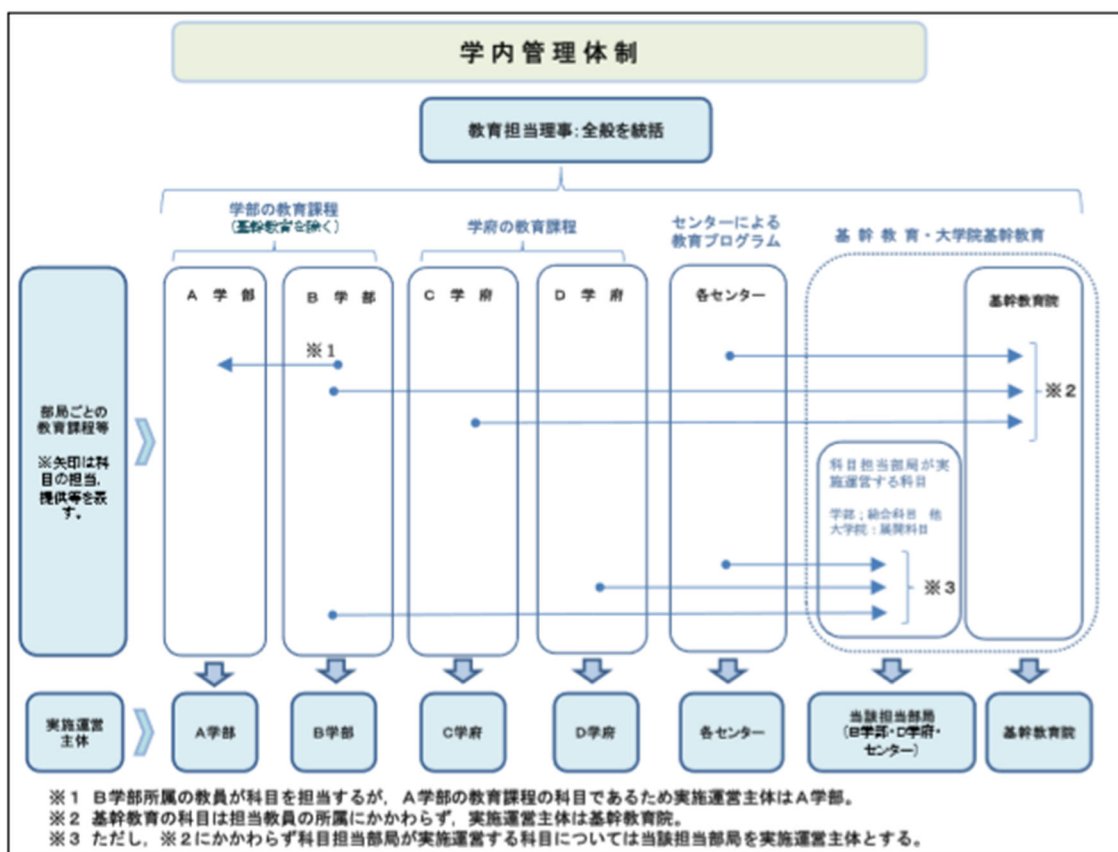 学内管理体制
教育担当理事：全般を統括
学部の教育課程
(基幹教育を除く)
学府の教育課程
センターによる
教育プログラム
基幹教育・大学院基幹教育
A学部
B学部
C学府
D学府
各センター
基幹教育院
※1
※2
部局ごとの
教育課程等
※矢印は科
目の担当,
提供等を表
す。
科目担当部局が実
施運営する科目
学部；総合科目 他
大学院：展開科目
※3
実施運営
主体
A学部
B学部
C学府
D学府
各センター
当該担当部局
(B学部・D学府・
センター)
基幹教育院
※1 B学部所属の教員が科目を担当するが，A学部の教育課程の科目であるため実施運営主体はA学部。
※2 基幹教育の科目は担当教員の所属にかかわらず，実施運営主体は基幹教育院。
※3 ただし，※2にかかわらず科目担当部局が実施運営する科目については当該担当部局を実施運営主体とする。